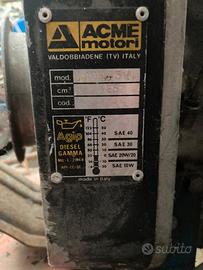 ACME
motori
VALDOBBIADENE (TV) ITALY
mod.
cm³
cod.
Agip
DIESEL
GAMMA
°F °C
SAE 40
SAE 30
SAE 20W/20
SAE 10W
made in Italy
subito